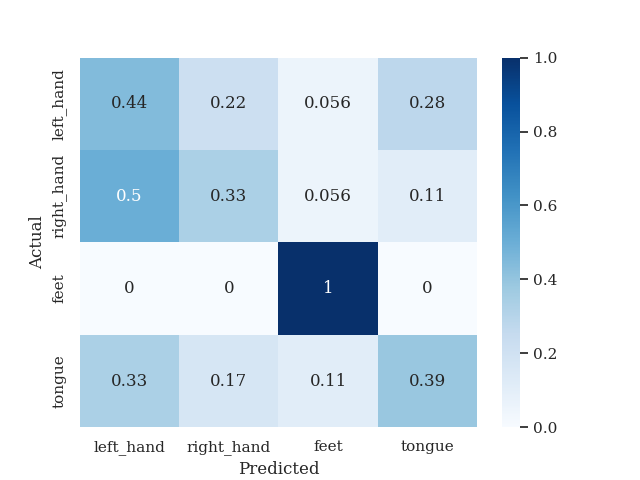 left_hand 0.44 0.22 0.056 0.28
right_hand 0.5 0.33 0.056 0.11
feet 0 0 1 0
tongue 0.33 0.17 0.11 0.39
left_hand right_hand feet tongue
Predicted
Actual
1.0
0.8
0.6
0.4
0.2
0.0